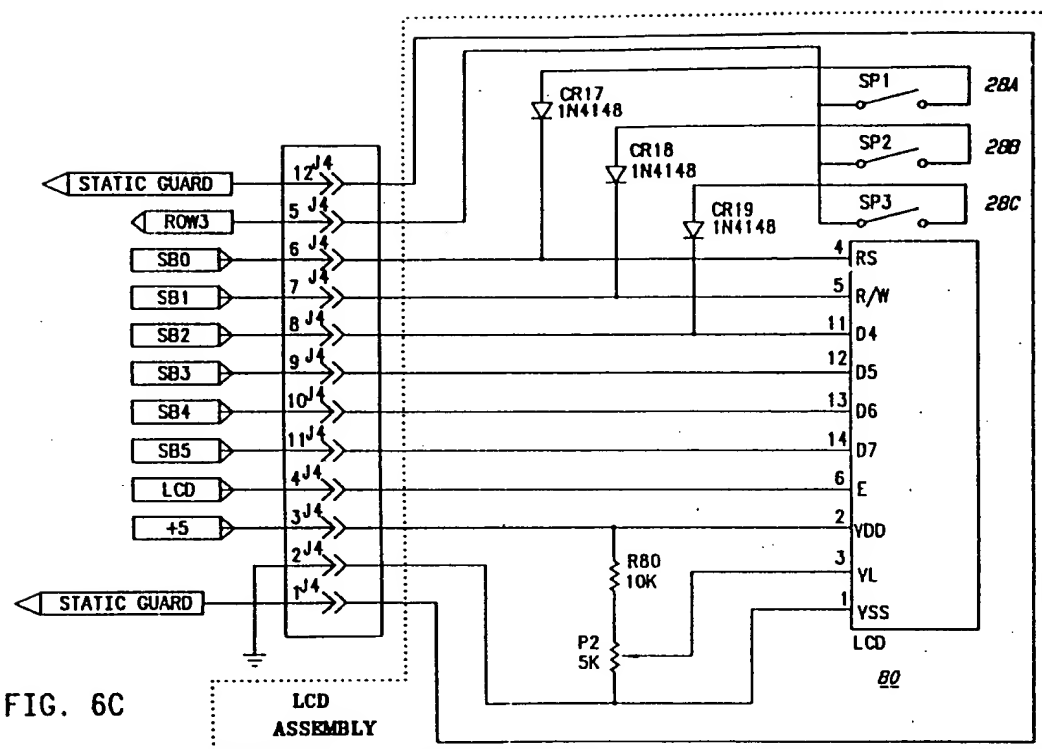 SP1
28A
CR17
1N4148
SP2
28B
CR18
1N4148
SP3
28C
CR19
1N4148
STATIC GUARD
12 J4
ROW3
5 J4
SB0
6 J4
4
RS
SB1
7 J4
5
R/W
SB2
8 J4
11
D4
SB3
9 J4
12
D5
SB4
10 J4
13
D6
SB5
11 J4
14
D7
LCD
4 J4
6
E
+5
3 J4
2
VDD
2 J4
R80
10K
3
VL
STATIC GUARD
1 J4
1
VSS
P2
5K
LCD
80
FIG. 6C
LCD
ASSEMBLY